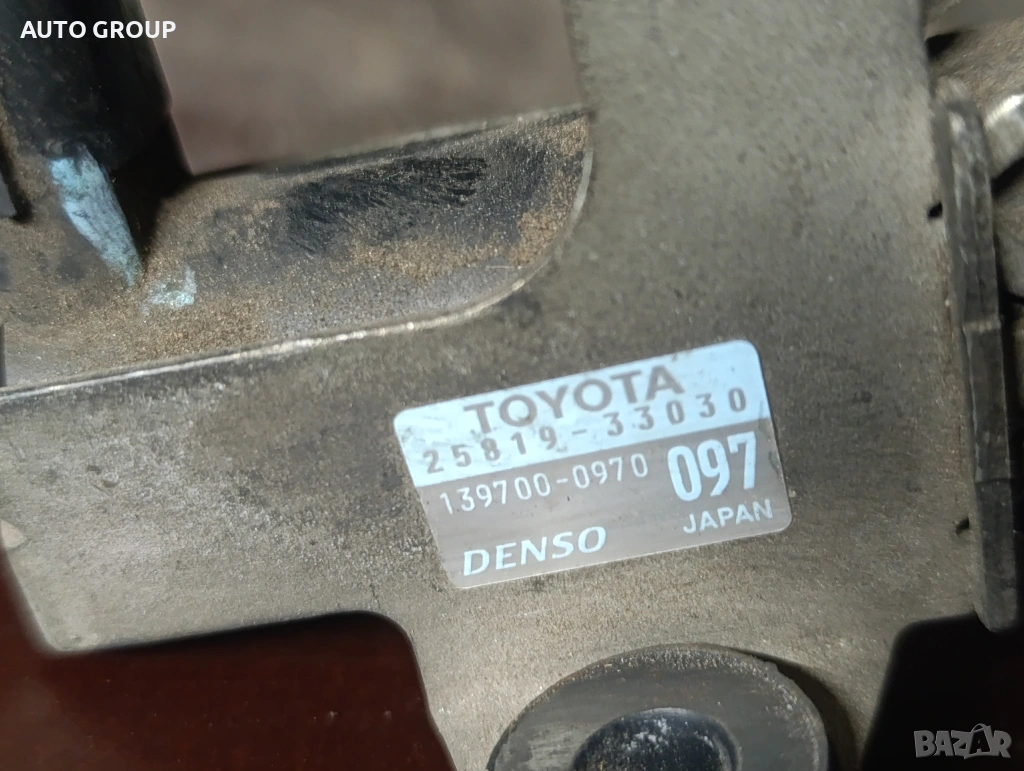 AUTO GROUP
TOYOTA
25819-33030
139700-0970 097
DENSO JAPAN
BAZAR